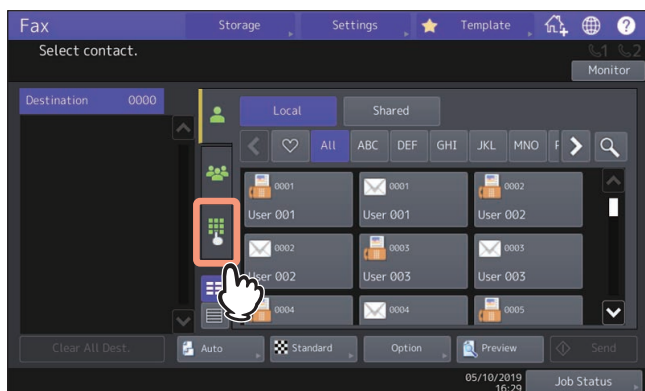 Fax Storage Settings Template ?
Select contact. 1 2
Monitor
Destination 0000
Local Shared
All ABC DEF GHI JKL MNO
0001 0001 0002
User 001 User 001 User 002
0002 0003 0003
User 002 User 003 User 003
0004 0004 0005
Clear All Dest. Auto Standard Option Preview Send
05/10/2019
16:29
Job Status